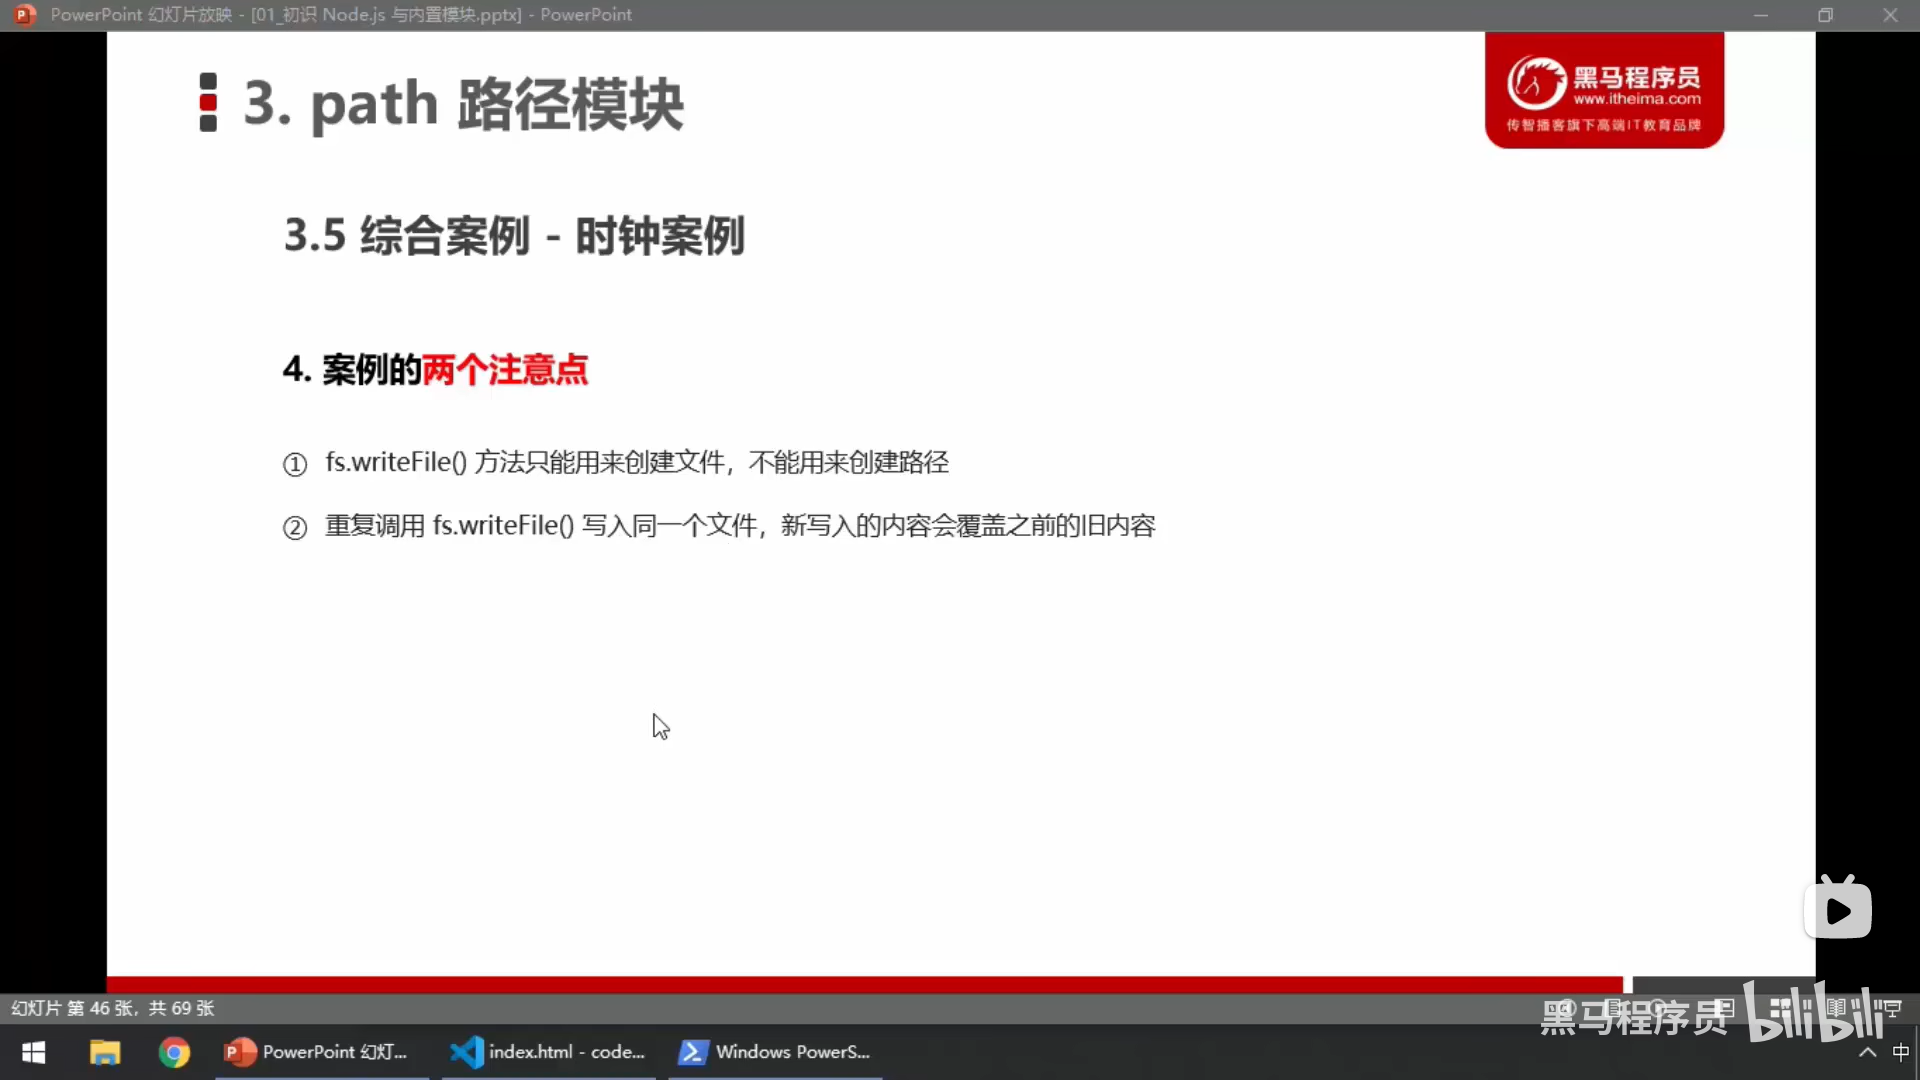 PowerPoint 幻灯片放映 - [01_初识 Node.js 与内置模块.pptx] - PowerPoint
3. path 路径模块
黑马程序员
www.itheima.com
传智播客旗下高端IT教育品牌
3.5 综合案例 - 时钟案例
4. 案例的两个注意点
① fs.writeFile() 方法只能用来创建文件，不能用来创建路径
② 重复调用 fs.writeFile() 写入同一个文件，新写入的内容会覆盖之前的旧内容
幻灯片 第 46 张，共 69 张
黑马程序员 bilibili
PowerPoint 幻灯...
index.html - code...
Windows PowerS...
中